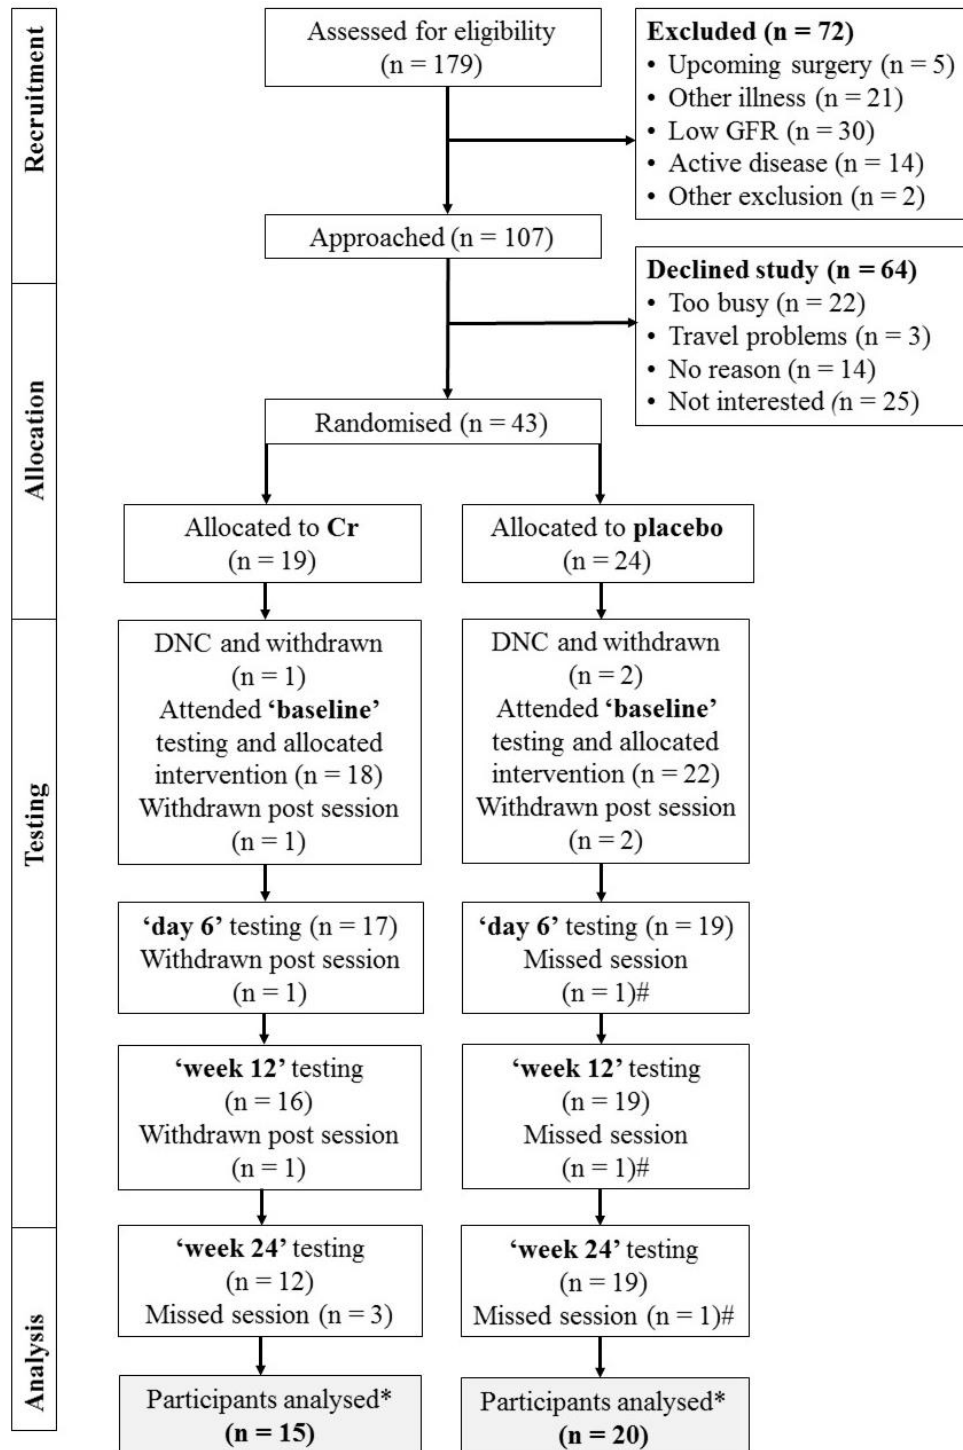 Recruitment
Assessed for eligibility
(n = 179)
Excluded (n = 72)
• Upcoming surgery (n = 5)
• Other illness (n = 21)
• Low GFR (n = 30)
• Active disease (n = 14)
• Other exclusion (n = 2)
Approached (n = 107)
Declined study (n = 64)
• Too busy (n = 22)
• Travel problems (n = 3)
• No reason (n = 14)
• Not interested (n = 25)
Allocation
Randomised (n = 43)
Allocated to Cr
(n = 19)
Allocated to placebo
(n = 24)
Testing
DNC and withdrawn
(n = 1)
Attended ‘baseline’
testing and allocated
intervention (n = 18)
Withdrawn post session
(n = 1)
DNC and withdrawn
(n = 2)
Attended ‘baseline’
testing and allocated
intervention (n = 22)
Withdrawn post session
(n = 2)
‘day 6’ testing (n = 17)
Withdrawn post session
(n = 1)
‘day 6’ testing (n = 19)
Missed session
(n = 1)#
‘week 12’ testing
(n = 16)
Withdrawn post session
(n = 1)
‘week 12’ testing
(n = 19)
Missed session
(n = 1)#
Analysis
‘week 24’ testing
(n = 12)
Missed session (n = 3)
‘week 24’ testing
(n = 19)
Missed session (n = 1)#
Participants analysed*
(n = 15)
Participants analysed*
(n = 20)